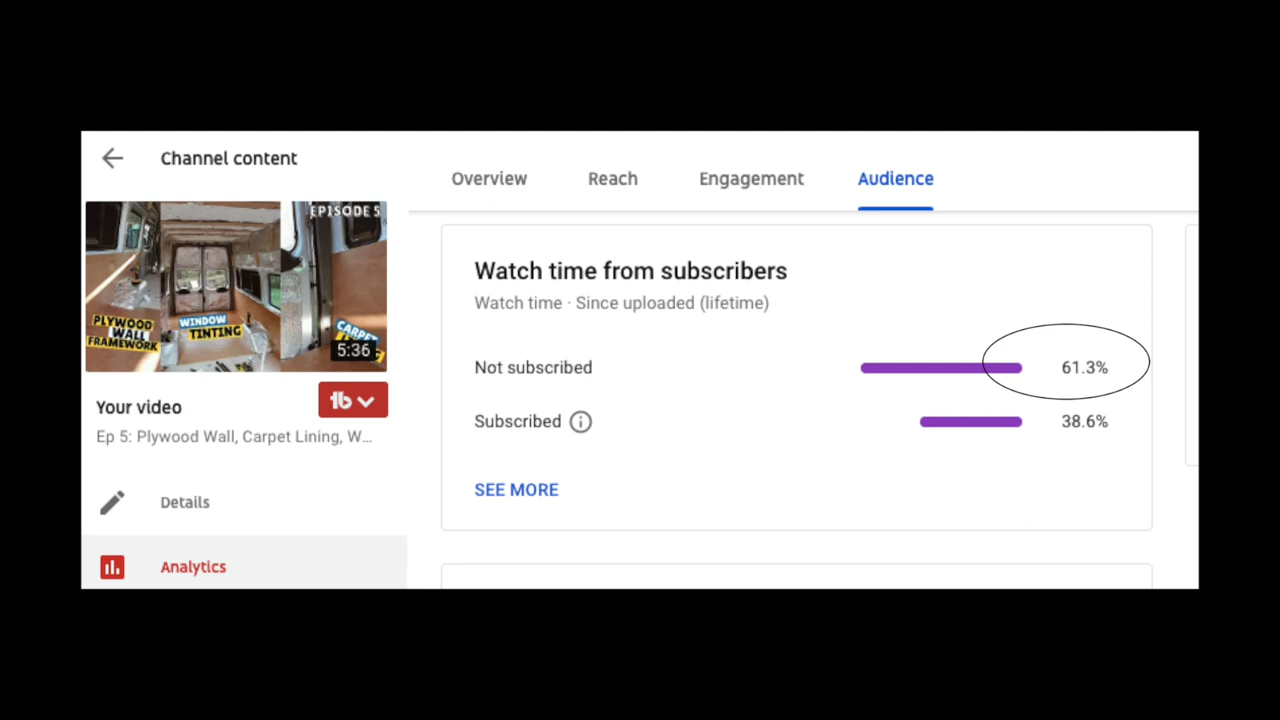 Channel content
Overview
Reach
Engagement
Audience
EPISODE 5
PLYWOOD
WALL
FRAMEWORK
WINDOW
TINTING
5:36
Your video
Ep 5: Plywood Wall, Carpet Lining, W...
Details
Analytics
Watch time from subscribers
Watch time · Since uploaded (lifetime)
Not subscribed 61.3%
Subscribed 38.6%
SEE MORE